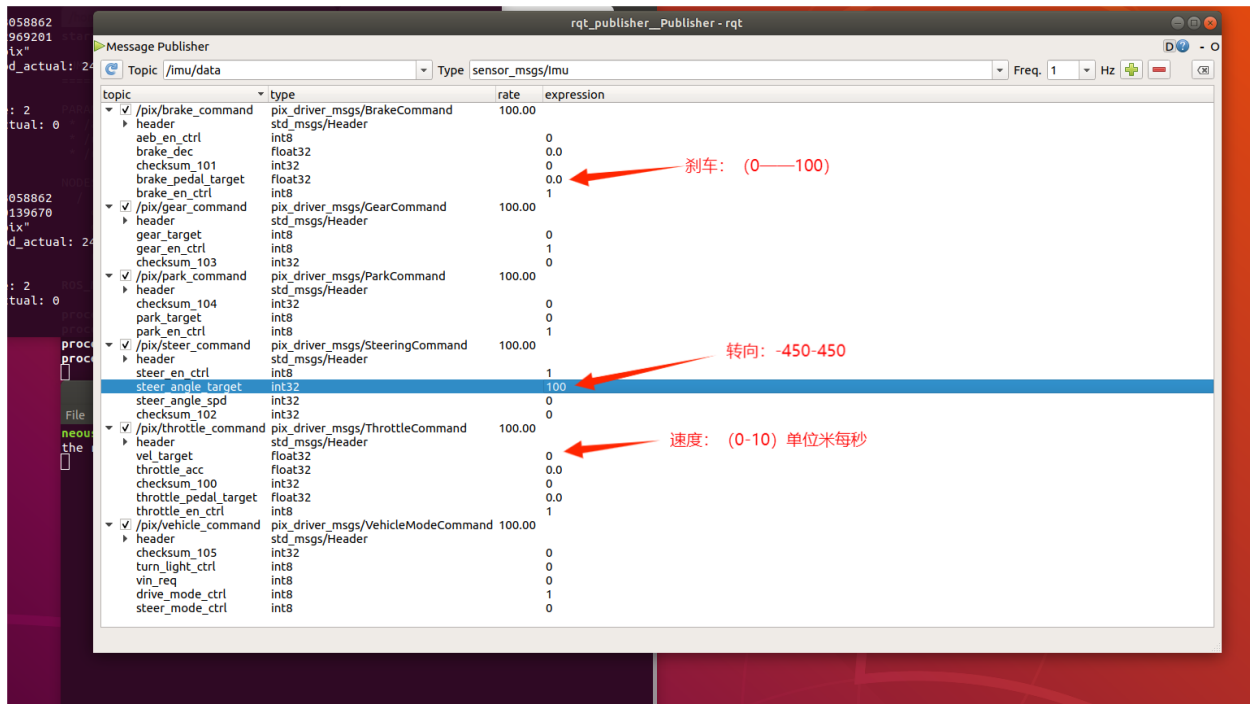 rqt_publisher__Publisher - rqt
Message Publisher
D ? - O
Topic /imu/data Type sensor_msgs/Imu Freq. 1 Hz
topic type rate expression
/pix/brake_command pix_driver_msgs/BrakeCommand 100.00
header std_msgs/Header
aeb_en_ctrl int8 0
brake_dec float32 0.0
checksum_101 int32 0
brake_pedal_target float32 0.0
刹车：（0——100）
brake_en_ctrl int8 1
/pix/gear_command pix_driver_msgs/GearCommand 100.00
header std_msgs/Header
gear_target int8 0
gear_en_ctrl int8 1
checksum_103 int32 0
/pix/park_command pix_driver_msgs/ParkCommand 100.00
header std_msgs/Header
checksum_104 int32 0
park_target int8 0
park_en_ctrl int8 1
/pix/steer_command pix_driver_msgs/SteeringCommand 100.00
转向：-450-450
header std_msgs/Header
steer_en_ctrl int8 1
steer_angle_target int32 100
steer_angle_spd int32 0
checksum_102 int32 0
/pix/throttle_command pix_driver_msgs/ThrottleCommand 100.00
header std_msgs/Header
速度：（0-10）单位米每秒
vel_target float32 0
throttle_acc float32 0.0
checksum_100 int32 0
throttle_pedal_target float32 0.0
throttle_en_ctrl int8 1
/pix/vehicle_command pix_driver_msgs/VehicleModeCommand 100.00
header std_msgs/Header
checksum_105 int32 0
turn_light_ctrl int8 0
vin_req int8 0
drive_mode_ctrl int8 1
steer_mode_ctrl int8 0
058862
969201
ix"
d_actual: 24
: 2
tual: 0
058862
139670
ix"
d_actual: 24
: 2
tual: 0
proc
proc
File
neous
the